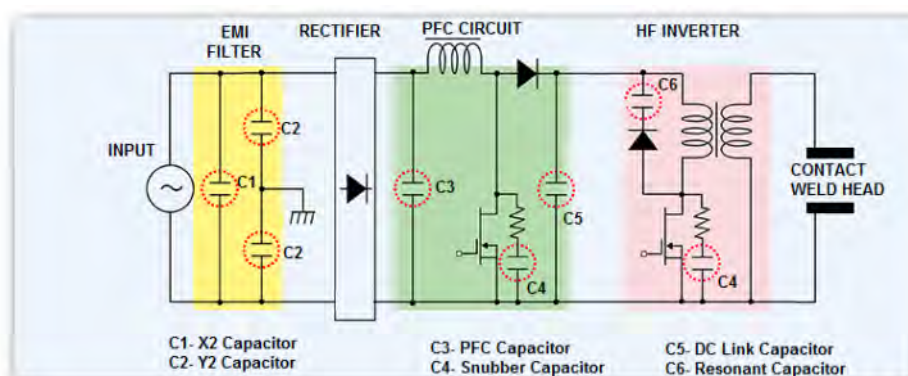 EMI
FILTER
RECTIFIER
PFC CIRCUIT
HF INVERTER
INPUT
C1
C2
C2
C3
C4
C5
C6
C4
CONTACT
WELD HEAD
C1- X2 Capacitor
C2- Y2 Capacitor
C3- PFC Capacitor
C4- Snubber Capacitor
C5- DC Link Capacitor
C6- Resonant Capacitor